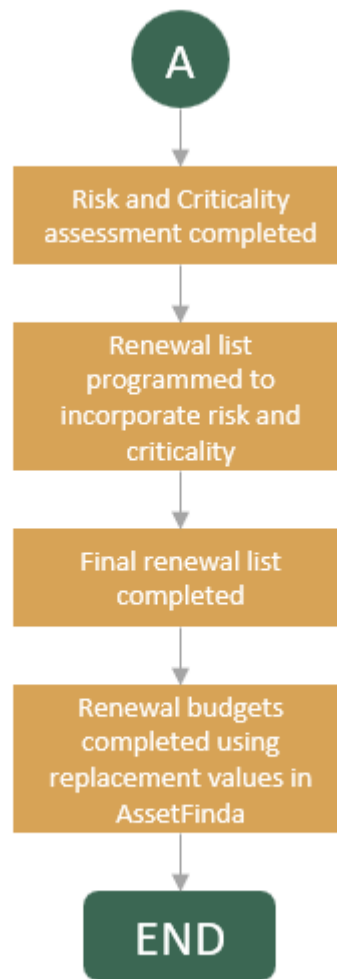 A
Risk and Criticality
assessment completed
Renewal list
programmed to
incorporate risk and
criticality
Final renewal list
completed
Renewal budgets
completed using
replacement values in
AssetFinda
END